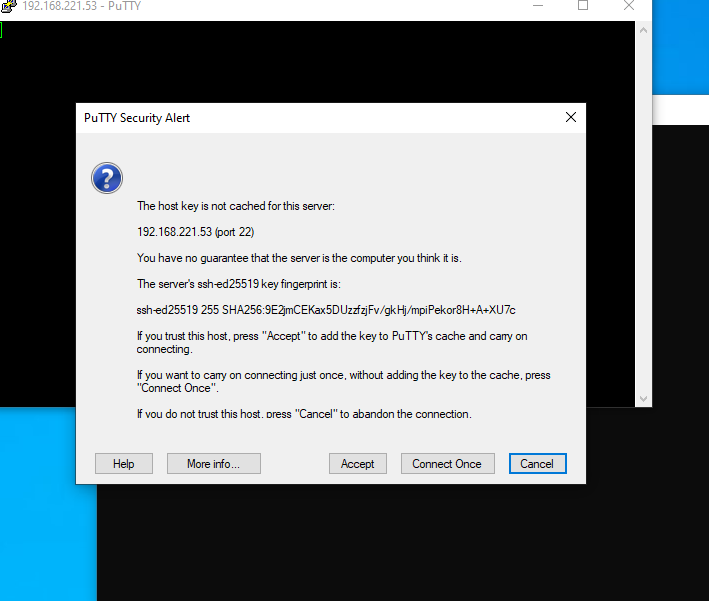 192.168.221.53 - PuTTY
PuTTY Security Alert
The host key is not cached for this server:
192.168.221.53 (port 22)
You have no guarantee that the server is the computer you think it is.
The server's ssh-ed25519 key fingerprint is:
ssh-ed25519 255 SHA256:9E2jmCEKax5DUzzfzjFv/gkHj/mpiPekor8H+A+XU7c
If you trust this host, press "Accept" to add the key to PuTTY's cache and carry on
connecting.
If you want to carry on connecting just once, without adding the key to the cache, press
"Connect Once".
If you do not trust this host, press "Cancel" to abandon the connection.
Help
More info...
Accept
Connect Once
Cancel